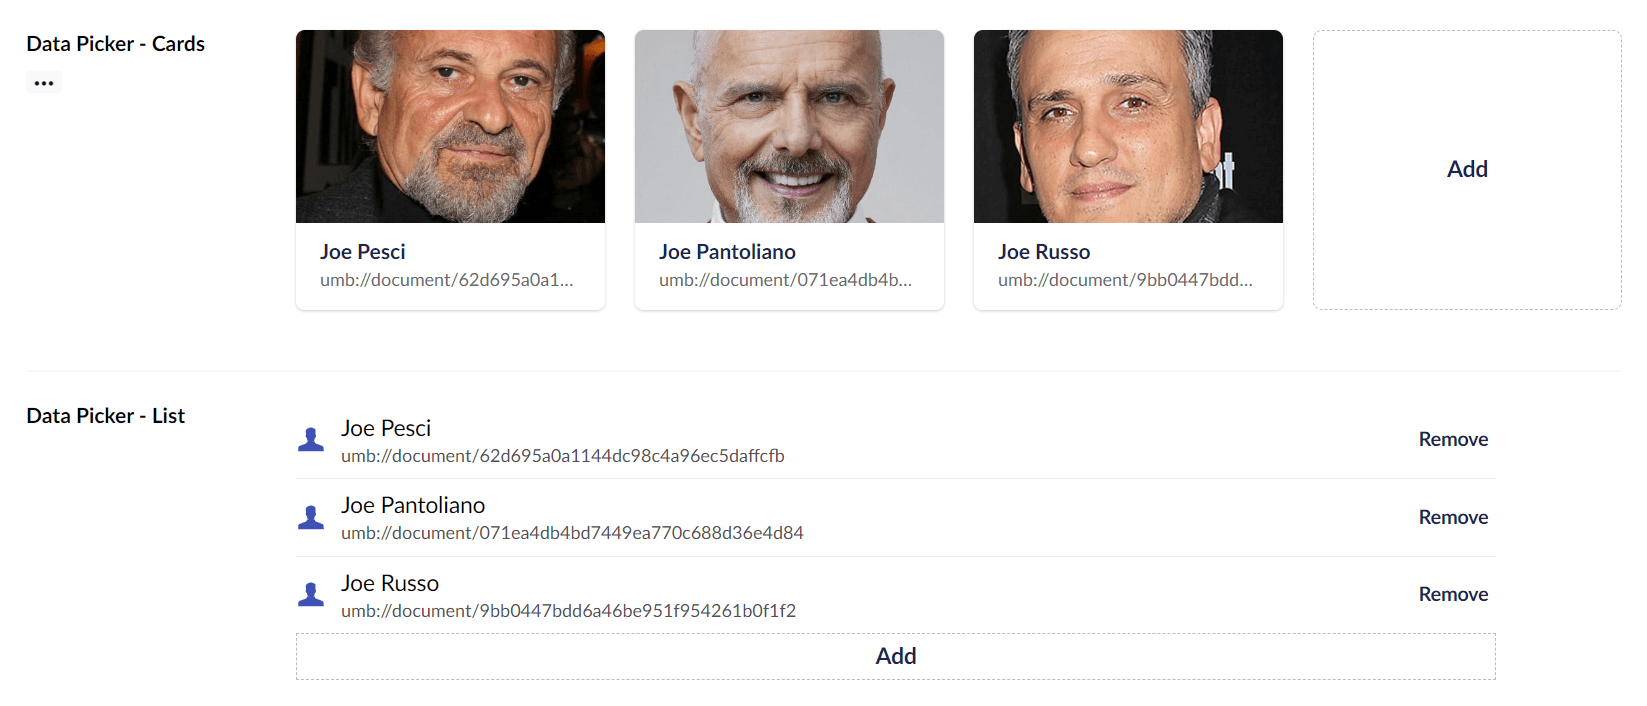 Data Picker - Cards
Joe Pesci
umb://document/62d695a0a1...
Joe Pantoliano
umb://document/071ea4db4b...
Joe Russo
umb://document/9bb0447bdd...
Add
Data Picker - List
Joe Pesci
umb://document/62d695a0a1144dc98c4a96ec5daffcfb
Remove
Joe Pantoliano
umb://document/071ea4db4bd7449ea770c688d36e4d84
Remove
Joe Russo
umb://document/9bb0447bdd6a46be951f954261b0f1f2
Remove
Add